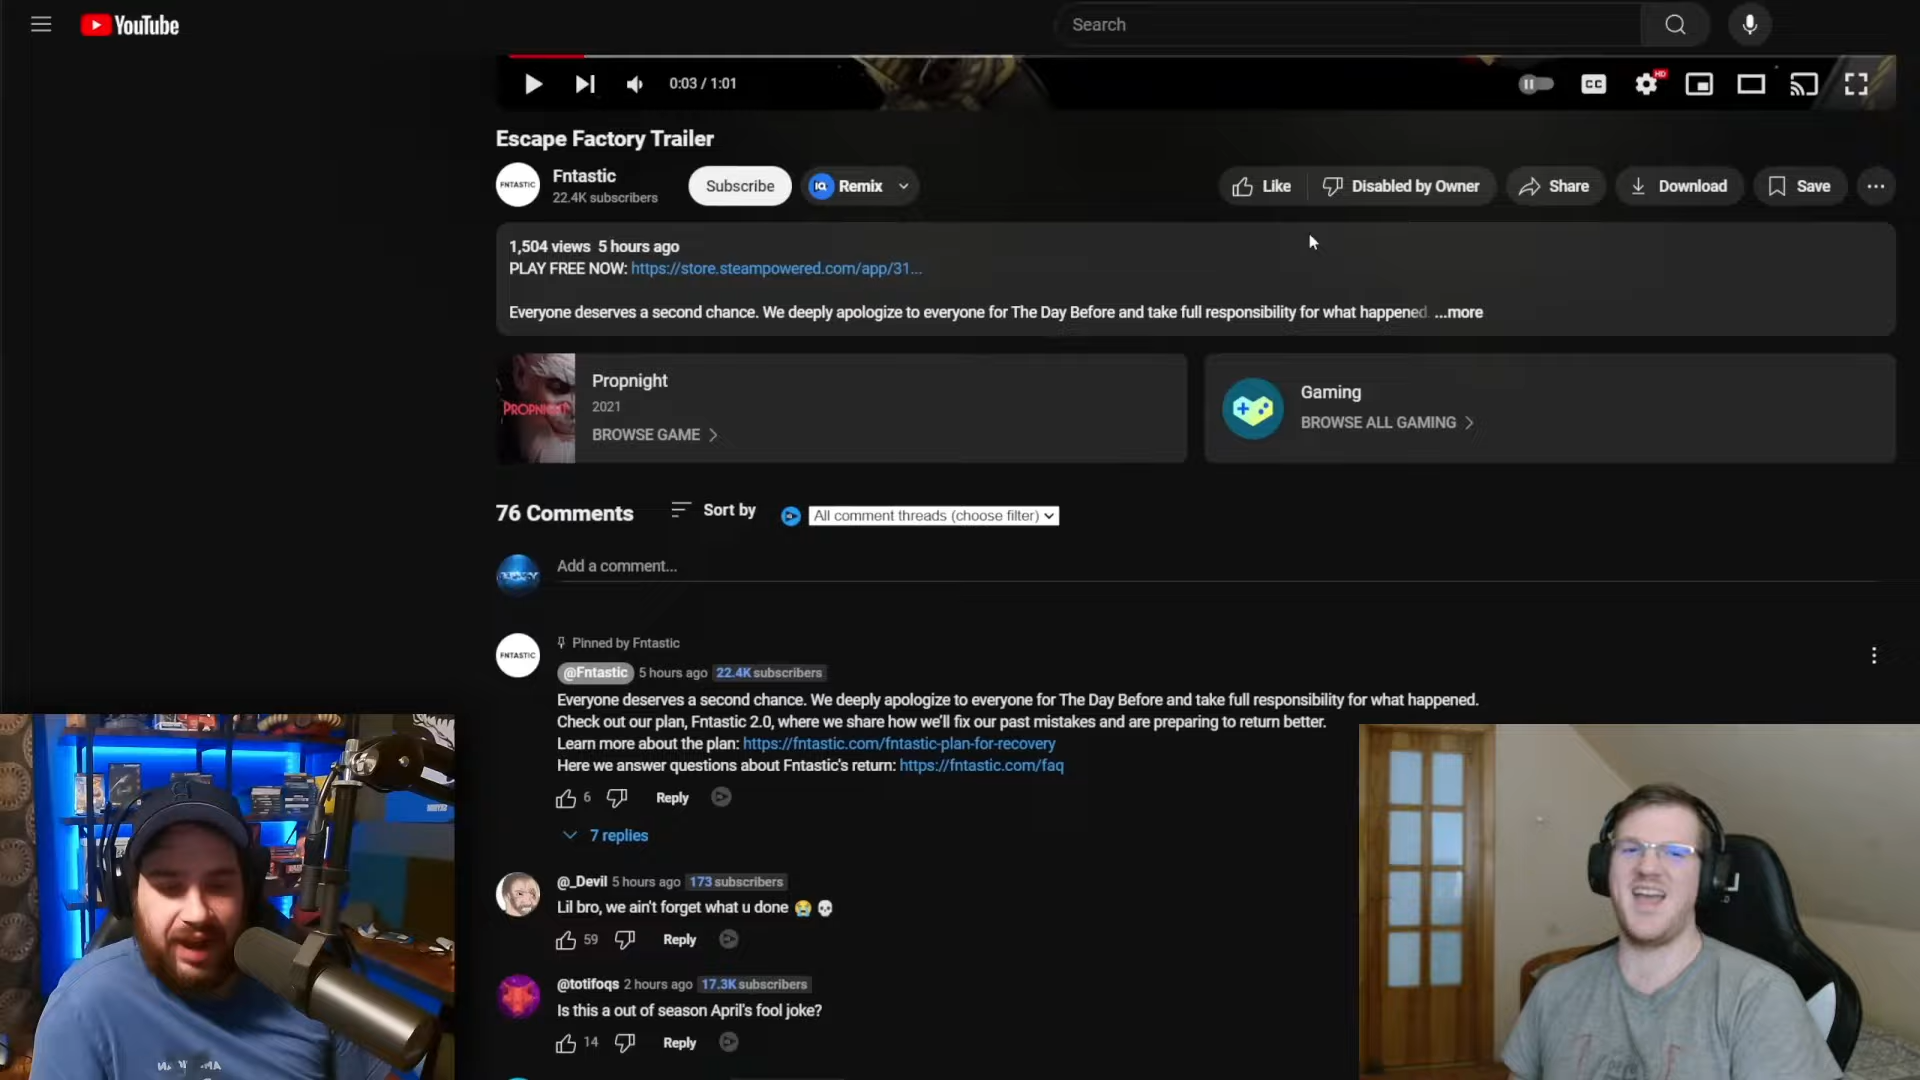 YouTube
Search
0:03 / 1:01
CC
HD
Escape Factory Trailer
FNTASTIC
Fntastic
22.4K subscribers
Subscribe
Remix
Like
Disabled by Owner
Share
Download
Save
1,504 views 5 hours ago
PLAY FREE NOW: https://store.steampowered.com/app/31...
Everyone deserves a second chance. We deeply apologize to everyone for The Day Before and take full responsibility for what happened. ...more
PROPNIGHT
Propnight
2021
BROWSE GAME
Gaming
BROWSE ALL GAMING
76 Comments
Sort by
All comment threads (choose filter)
Add a comment...
Pinned by Fntastic
FNTASTIC
@Fntastic 5 hours ago 22.4K subscribers
Everyone deserves a second chance. We deeply apologize to everyone for The Day Before and take full responsibility for what happened.
Check out our plan, Fntastic 2.0, where we share how we'll fix our past mistakes and are preparing to return better.
Learn more about the plan: https://fntastic.com/fntastic-plan-for-recovery
Here we answer questions about Fntastic's return: https://fntastic.com/faq
6
Reply
7 replies
@_Devil 5 hours ago 173 subscribers
Lil bro, we ain't forget what u done 😭💀
59
Reply
@totifoqs 2 hours ago 17.3K subscribers
Is this a out of season April's fool joke?
14
Reply